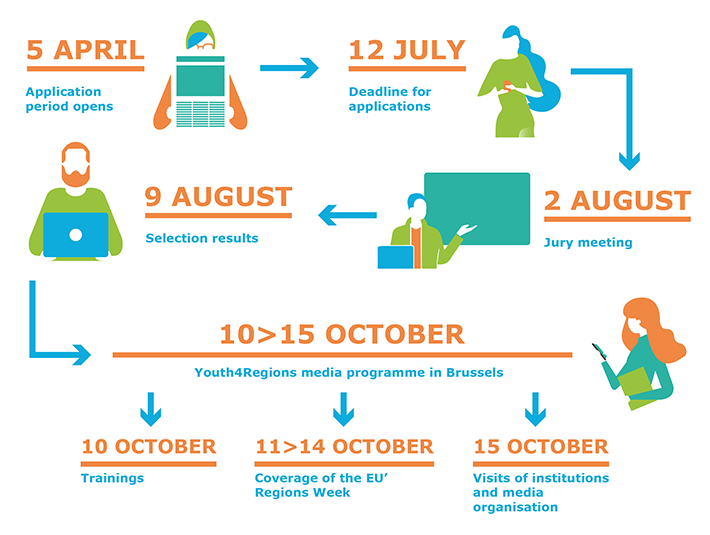 5 APRIL
Application
period opens
12 JULY
Deadline for
applications
2 AUGUST
Jury meeting
9 AUGUST
Selection results
10>15 OCTOBER
Youth4Regions media programme in Brussels
10 OCTOBER
Trainings
11>14 OCTOBER
Coverage of the EU’
Regions Week
15 OCTOBER
Visits of institutions
and media
organisation